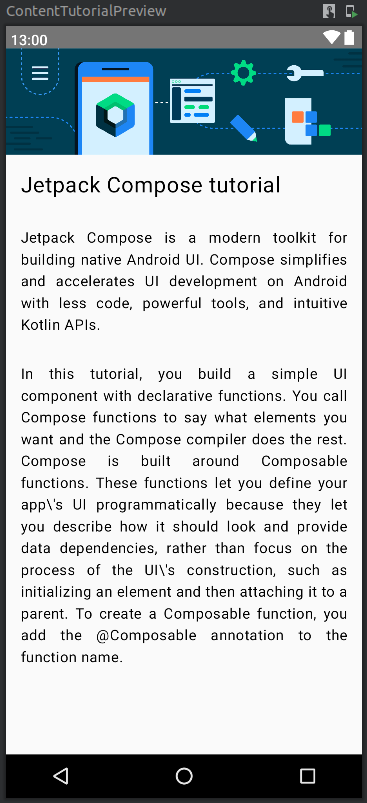 ContentTutorialPreview
13:00
Jetpack Compose tutorial
Jetpack Compose is a modern toolkit for
building native Android UI. Compose simplifies
and accelerates UI development on Android
with less code, powerful tools, and intuitive
Kotlin APIs.
In this tutorial, you build a simple UI
component with declarative functions. You call
Compose functions to say what elements you
want and the Compose compiler does the rest.
Compose is built around Composable
functions. These functions let you define your
app\'s UI programmatically because they let
you describe how it should look and provide
data dependencies, rather than focus on the
process of the UI\'s construction, such as
initializing an element and then attaching it to a
parent. To create a Composable function, you
add the @Composable annotation to the
function name.